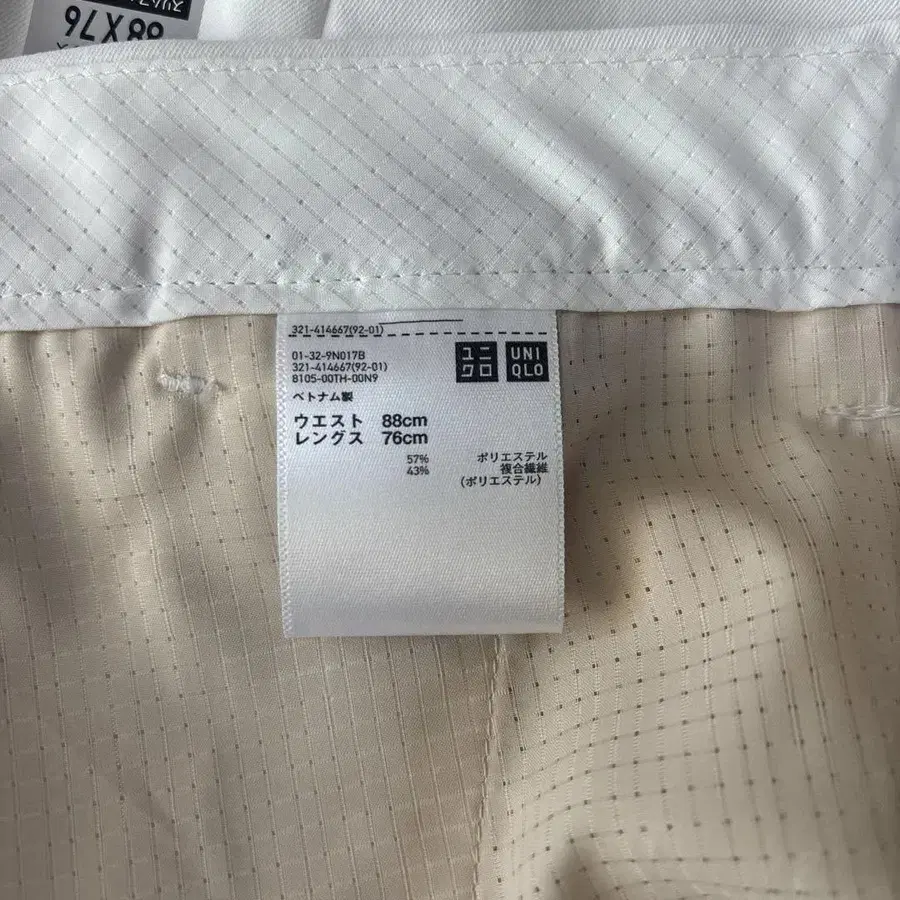 88X76
321-414667(92-01)
01-32-9N017B
321-414667(92-01)
8105-00TH-00N9
ユニクロ
UNIQLO
ベトナム製
ウエスト 88cm
レングス 76cm
57% ポリエステル
43% 複合繊維
(ポリエステル)